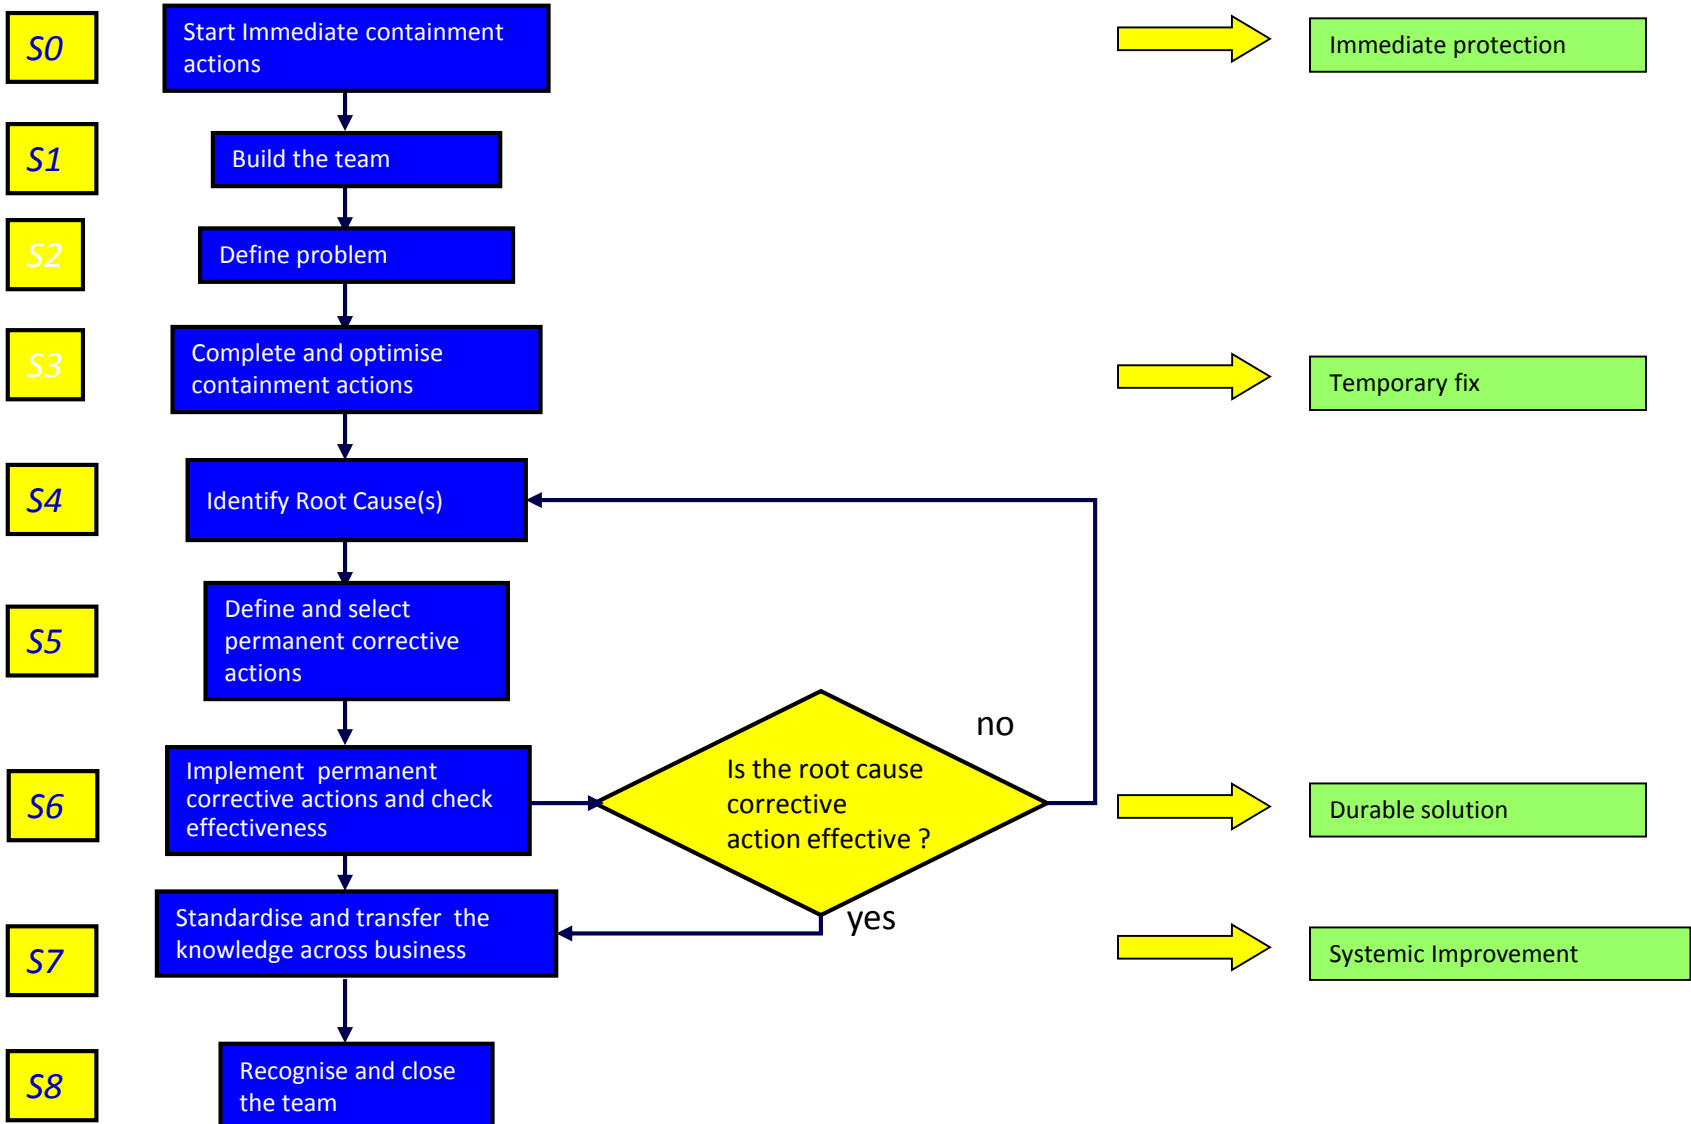 S0
Start Immediate containment
actions
Immediate protection
S1
Build the team
S2
Define problem
S3
Complete and optimise
containment actions
Temporary fix
S4
Identify Root Cause(s)
S5
Define and select
permanent corrective
actions
no
S6
Implement  permanent
corrective actions and check
effectiveness
Is the root cause
corrective
action effective ?
Durable solution
yes
S7
Standardise and transfer  the
knowledge across business
Systemic Improvement
S8
Recognise and close
the team